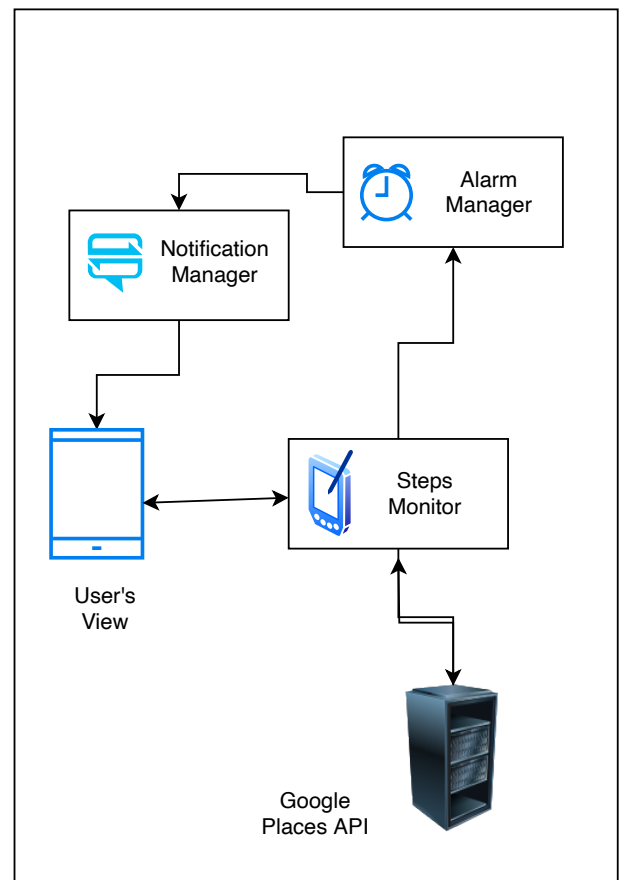 Alarm
Manager
Notification
Manager
Steps
Monitor
User's
View
Google
Places API